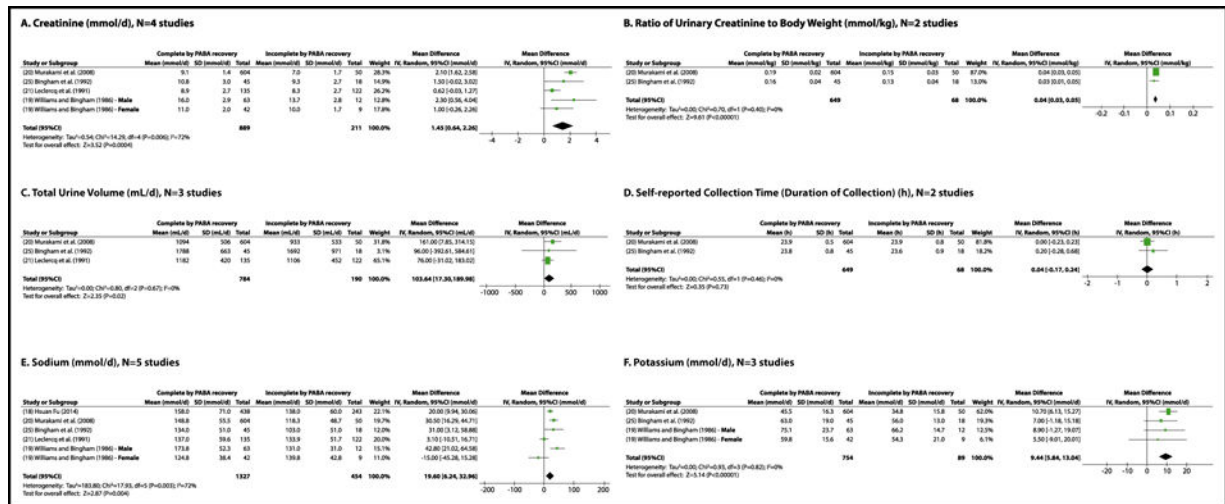 A. Creatinine (mmol/d), N=4 studies
Complete by PABA recovery Incomplete by PABA recovery Mean Difference Mean Difference
Study or Subgroup Mean (mmol/d) SD (mmol/d) Total Mean (mmol/d) SD (mmol/d) Total Weight IV, Random, 95%CI (mmol/d) IV, Random, 95%CI (mmol/d)
(20) Murakami et al. (2008) 9.1 1.4 604 7.0 1.7 50 28.3% 2.10 [1.62, 2.58]
(25) Bingham et al. (1992) 10.8 3.0 45 9.3 2.7 18 14.9% 1.50 [-0.02, 3.02]
(21) Leclercq et al. (1991) 8.9 2.7 135 8.3 2.7 122 25.8% 0.62 [-0.03, 1.27]
(19) Williams and Bingham (1986) - Male 16.0 2.9 63 13.7 2.8 12 13.1% 2.30 [0.56, 4.04]
(19) Williams and Bingham (1986) - Female 11.0 2.0 42 10.0 1.7 9 17.8% 1.00 [-0.26, 2.26]
Total (95%CI) 889 211 100.0% 1.45 [0.64, 2.26]
Heterogeneity: Tau²=0.54; Chi²=14.29, df=4 (P=0.006); I²=72%
Test for overall effect: Z=3.52 (P=0.0004)
-4 -2 0 2 4
B. Ratio of Urinary Creatinine to Body Weight (mmol/kg), N=2 studies
Complete by PABA recovery Incomplete by PABA recovery Mean Difference Mean Difference
Study or Subgroup Mean (mmol/kg) SD (mmol/kg) Total Mean (mmol/kg) SD (mmol/kg) Total Weight IV, Random, 95%CI (mmol/kg) IV, Random, 95%CI (mmol/kg)
(20) Murakami et al. (2008) 0.19 0.02 604 0.15 0.03 50 87.0% 0.04 [0.03, 0.05]
(25) Bingham et al. (1992) 0.16 0.04 45 0.13 0.04 18 13.0% 0.03 [0.01, 0.05]
Total (95%CI) 649 68 100.0% 0.04 [0.03, 0.05]
Heterogeneity: Tau²=0.00; Chi²=0.70, df=1 (P=0.40); I²=0%
Test for overall effect: Z=9.61 (P<0.00001)
-0.2 -0.1 0 0.1 0.2
C. Total Urine Volume (mL/d), N=3 studies
Complete by PABA recovery Incomplete by PABA recovery Mean Difference Mean Difference
Study or Subgroup Mean (mL/d) SD (mL/d) Total Mean (mL/d) SD (mL/d) Total Weight IV, Random, 95%CI (mL/d) IV, Random, 95%CI (mL/d)
(20) Murakami et al. (2008) 1094 506 604 933 533 50 31.8% 161.00 [7.85, 314.15]
(25) Bingham et al. (1992) 1788 663 45 1692 971 18 3.1% 96.00 [-392.61, 584.61]
(21) Leclercq et al. (1991) 1182 420 135 1106 452 122 65.1% 76.00 [-31.02, 183.02]
Total (95%CI) 784 190 100.0% 103.64 [17.30, 189.98]
Heterogeneity: Tau²=0.00; Chi²=0.80, df=2 (P=0.67); I²=0%
Test for overall effect: Z=2.35 (P=0.02)
-1000 -500 0 500 1000
D. Self-reported Collection Time (Duration of Collection) (h), N=2 studies
Complete by PABA recovery Incomplete by PABA recovery Mean Difference Mean Difference
Study or Subgroup Mean (h) SD (h) Total Mean (h) SD (h) Total Weight IV, Random, 95%CI (h) IV, Random, 95%CI (h)
(20) Murakami et al. (2008) 23.9 0.5 604 23.9 0.8 50 81.8% 0.00 [-0.23, 0.23]
(25) Bingham et al. (1992) 23.8 0.8 45 23.6 0.9 18 18.2% 0.20 [-0.28, 0.68]
Total (95%CI) 649 68 100.0% 0.04 [-0.17, 0.24]
Heterogeneity: Tau²=0.00; Chi²=0.55, df=1 (P=0.46); I²=0%
Test for overall effect: Z=0.35 (P=0.73)
-2 -1 0 1 2
E. Sodium (mmol/d), N=5 studies
Complete by PABA recovery Incomplete by PABA recovery Mean Difference Mean Difference
Study or Subgroup Mean (mmol/d) SD (mmol/d) Total Mean (mmol/d) SD (mmol/d) Total Weight IV, Random, 95%CI (mmol/d) IV, Random, 95%CI (mmol/d)
(18) Hsuan Fu (2014) 158.0 71.0 438 138.0 60.0 243 22.1% 20.00 [9.94, 30.06]
(20) Murakami et al. (2008) 148.8 55.5 604 118.3 48.7 50 30.50 [16.29, 44.71]
(25) Bingham et al. (1992) 134.0 51.0 45 103.0 51.0 18 31.00 [3.12, 58.88]
(21) Leclercq et al. (1991) 137.0 59.6 135 133.9 51.7 122 3.10 [-10.51, 16.71]
(19) Williams and Bingham (1986) - Male 173.8 52.3 63 131.0 31.0 12 42.80 [21.02, 64.58]
(19) Williams and Bingham (1986) - Female 124.8 38.4 42 139.8 42.8 9 -15.00 [-45.28, 15.28]
Total (95%CI) 1327 454 100.0% 19.60 [6.24, 32.96]
Heterogeneity: Tau²=183.80; Chi²=17.93, df=5 (P=0.003); I²=72%
Test for overall effect: Z=2.87 (P=0.004)
-200 -100 0 100 200
F. Potassium (mmol/d), N=3 studies
Complete by PABA recovery Incomplete by PABA recovery Mean Difference Mean Difference
Study or Subgroup Mean (mmol/d) SD (mmol/d) Total Mean (mmol/d) SD (mmol/d) Total Weight IV, Random, 95%CI (mmol/d) IV, Random, 95%CI (mmol/d)
(20) Murakami et al. (2008) 45.5 16.3 604 34.8 15.8 50 62.0% 10.70 [6.13, 15.27]
(25) Bingham et al. (1992) 63.0 19.0 45 56.0 13.0 18 7.00 [-1.18, 15.18]
(19) Williams and Bingham (1986) - Male 75.1 23.7 63 66.2 14.7 12 8.90 [-1.27, 19.07]
(19) Williams and Bingham (1986) - Female 59.8 15.6 42 54.3 21.0 9 5.50 [-9.01, 20.01]
Total (95%CI) 754 89 100.0% 9.44 [5.84, 13.04]
Heterogeneity: Tau²=0.00; Chi²=0.93, df=3 (P=0.82); I²=0%
Test for overall effect: Z=5.14 (P<0.00001)
-20 -10 0 10 20